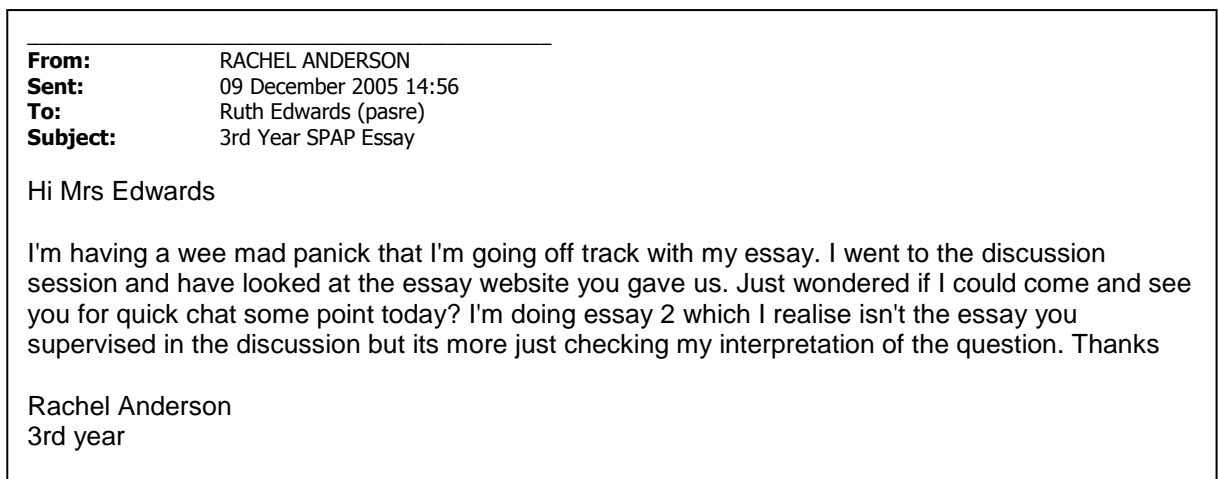 From: RACHEL ANDERSON
Sent: 09 December 2005 14:56
To: Ruth Edwards (pasre)
Subject: 3rd Year SPAP Essay
Hi Mrs Edwards
I'm having a wee mad panick that I'm going off track with my essay. I went to the discussion
session and have looked at the essay website you gave us. Just wondered if I could come and see
you for quick chat some point today? I'm doing essay 2 which I realise isn't the essay you
supervised in the discussion but its more just checking my interpretation of the question. Thanks
Rachel Anderson
3rd year